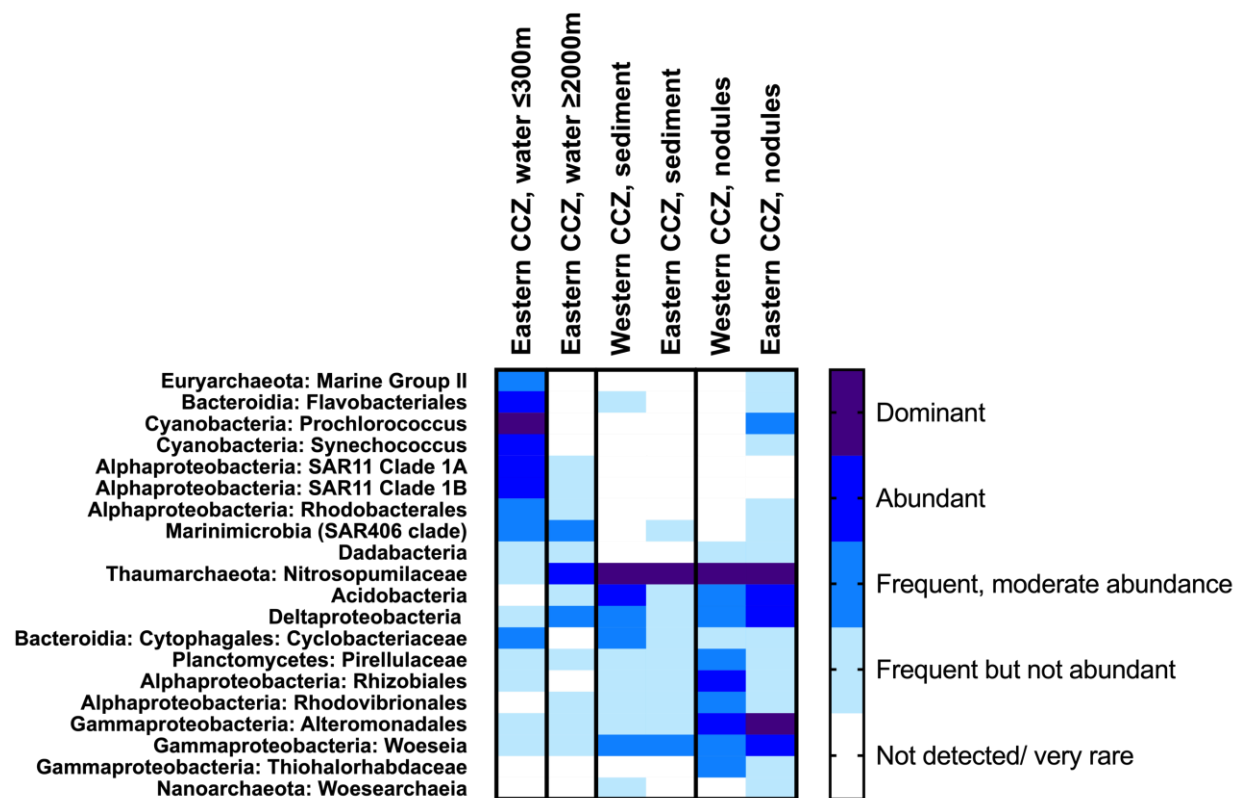 Eastern CCZ, water ≤300m
Eastern CCZ, water ≥2000m
Western CCZ, sediment
Eastern CCZ, sediment
Western CCZ, nodules
Eastern CCZ, nodules
Euryarchaeota: Marine Group II
Bacteroidia: Flavobacteriales
Cyanobacteria: Prochlorococcus
Cyanobacteria: Synechococcus
Alphaproteobacteria: SAR11 Clade 1A
Alphaproteobacteria: SAR11 Clade 1B
Alphaproteobacteria: Rhodobacterales
Marinimicrobia (SAR406 clade)
Dadabacteria
Thaumarchaeota: Nitrosopumilaceae
Acidobacteria
Deltaproteobacteria
Bacteroidia: Cytophagales: Cyclobacteriaceae
Planctomycetes: Pirellulaceae
Alphaproteobacteria: Rhizobiales
Alphaproteobacteria: Rhodovibrionales
Gammaproteobacteria: Alteromonadales
Gammaproteobacteria: Woeseia
Gammaproteobacteria: Thiohalorhabdaceae
Nanoarchaeota: Woesearchaeia
Dominant
Abundant
Frequent, moderate abundance
Frequent but not abundant
Not detected/ very rare